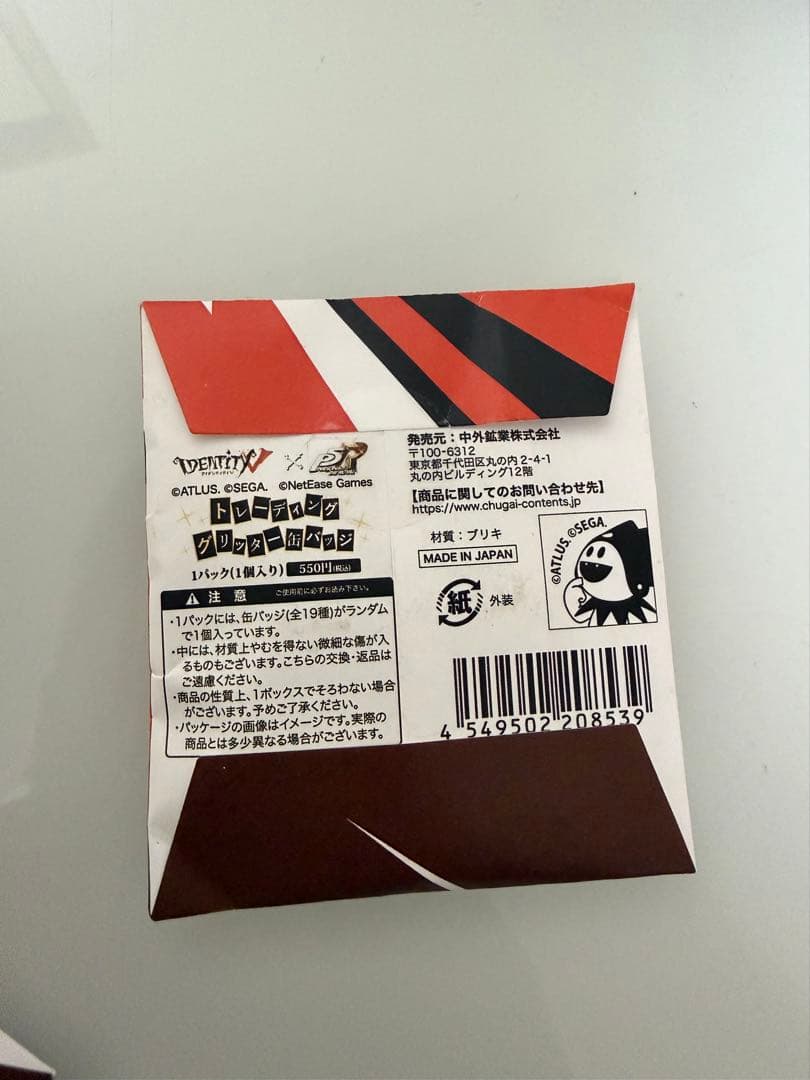 IDENTITY V
アイデンティティV
×
P5
©ATLUS. ©SEGA. ©NetEase Games
トレーディング
グリッター缶バッジ
1パック(1個入り) 550円(税込)
注意 ご使用前に必ずお読み下さい。
・1パックには、缶バッジ(全19種)がランダム
で1個入っています。
・中には、材質上やむを得ない微細な傷が入
るものもございます。こちらの交換・返品は
ご遠慮ください。
・商品の性質上、1ボックスでそろわない場合
がございます。予めご了承ください。
・パッケージの画像はイメージです。実際の
商品とは多少異なる場合がございます。
発売元：中外鉱業株式会社
〒100-6312
東京都千代田区丸の内2-4-1
丸の内ビルディング12階
【商品に関してのお問い合わせ先】
https://www.chugai-contents.jp
材質：ブリキ
MADE IN JAPAN
紙 外装
©ATLUS. ©SEGA.
4 549502 208539